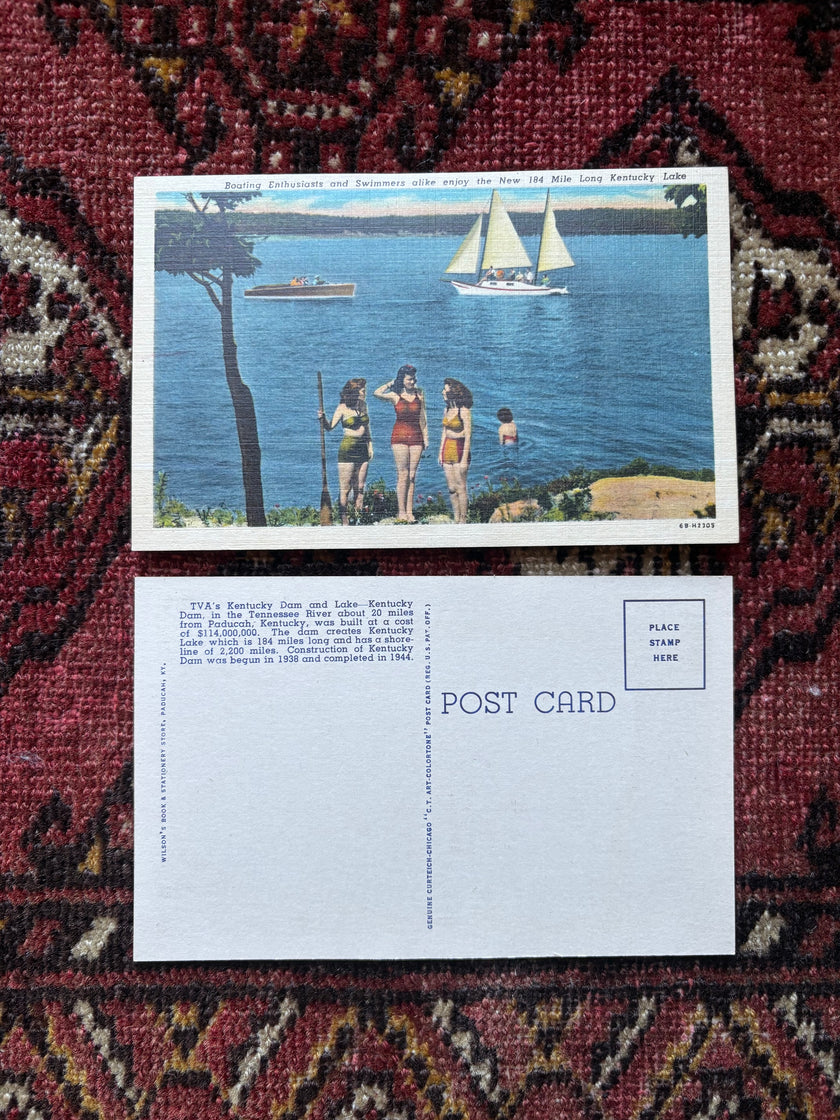 Boating Enthusiasts and Swimmers alike enjoy the New 184 Mile Long Kentucky Lake
6B-H2305
TVA's Kentucky Dam and Lake—Kentucky
Dam, in the Tennessee River about 20 miles
from Paducah, Kentucky, was built at a cost
of $114,000,000. The dam creates Kentucky
Lake which is 184 miles long and has a shore-
line of 2,200 miles. Construction of Kentucky
Dam was begun in 1938 and completed in 1944.
WILSON'S BOOK & STATIONERY STORE, PADUCAH, KY.
GENUINE CURTEICH-CHICAGO "C.T. ART-COLORTONE" POST CARD (REG. U.S. PAT. OFF.)
POST CARD
PLACE
STAMP
HERE